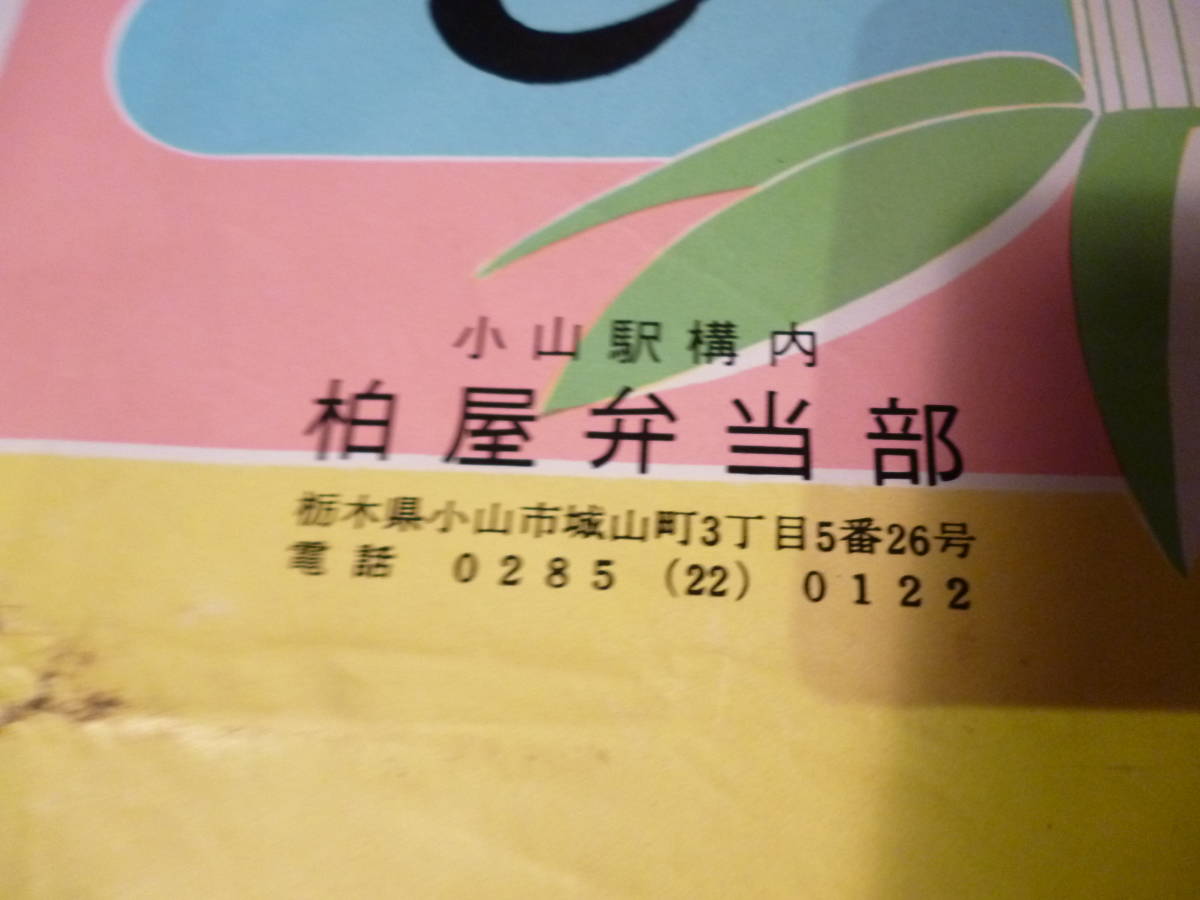 小山駅構内
柏屋弁当部
栃木県小山市城山町3丁目5番26号
電話 0285 (22) 0122